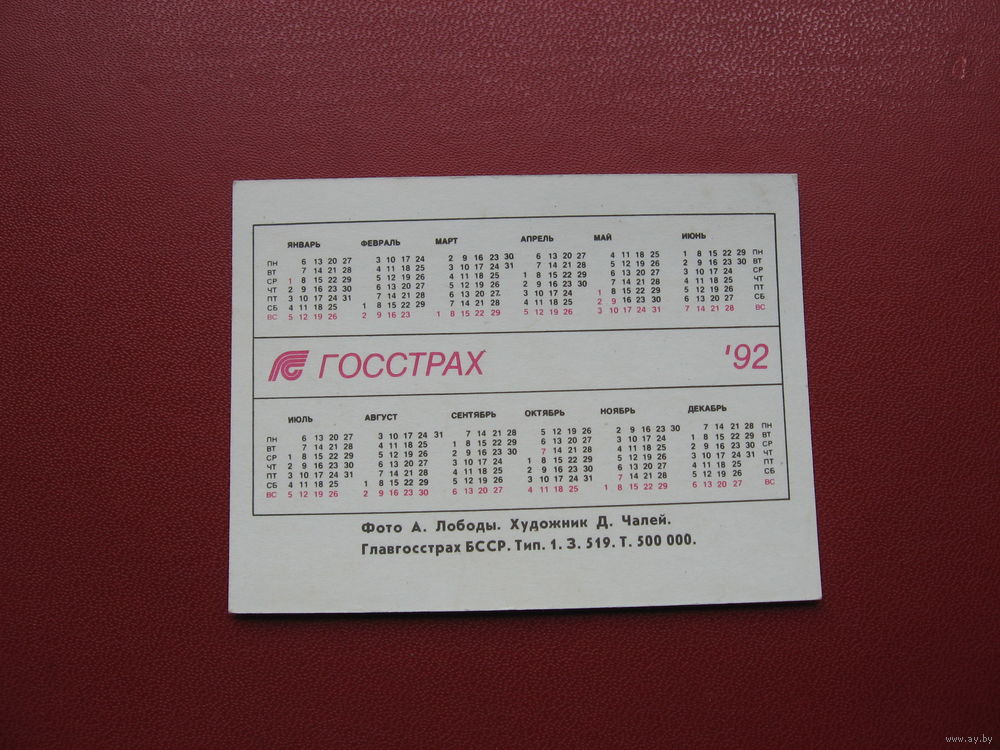 ЯНВАРЬ ФЕВРАЛЬ МАРТ АПРЕЛЬ МАЙ ИЮНЬ
ПН 6 13 20 27 3 10 17 24 2 9 16 23 30 6 13 20 27 4 11 18 25 1 8 15 22 29 ПН
ВТ 7 14 21 28 4 11 18 25 3 10 17 24 31 7 14 21 28 5 12 19 26 2 9 16 23 30 ВТ
СР 1 8 15 22 29 5 12 19 26 4 11 18 25 1 8 15 22 29 6 13 20 27 3 10 17 24 СР
ЧТ 2 9 16 23 30 6 13 20 27 5 12 19 26 2 9 16 23 30 7 14 21 28 4 11 18 25 ЧТ
ПТ 3 10 17 24 31 7 14 21 28 6 13 20 27 3 10 17 24 1 8 15 22 29 5 12 19 26 ПТ
СБ 4 11 18 25 1 8 15 22 29 7 14 21 28 4 11 18 25 2 9 16 23 30 6 13 20 27 СБ
ВС 5 12 19 26 2 9 16 23 1 8 15 22 29 5 12 19 26 3 10 17 24 31 7 14 21 28 ВС
ГОССТРАХ '92
ИЮЛЬ АВГУСТ СЕНТЯБРЬ ОКТЯБРЬ НОЯБРЬ ДЕКАБРЬ
ПН 6 13 20 27 3 10 17 24 31 7 14 21 28 5 12 19 26 2 9 16 23 30 7 14 21 28 ПН
ВТ 7 14 21 28 4 11 18 25 1 8 15 22 29 6 13 20 27 3 10 17 24 1 8 15 22 29 ВТ
СР 1 8 15 22 29 5 12 19 26 2 9 16 23 30 7 14 21 28 4 11 18 25 2 9 16 23 30 СР
ЧТ 2 9 16 23 30 6 13 20 27 3 10 17 24 1 8 15 22 29 5 12 19 26 3 10 17 24 31 ЧТ
ПТ 3 10 17 24 31 7 14 21 28 4 11 18 25 2 9 16 23 30 6 13 20 27 4 11 18 25 ПТ
СБ 4 11 18 25 1 8 15 22 29 5 12 19 26 3 10 17 24 31 7 14 21 28 5 12 19 26 СБ
ВС 5 12 19 26 2 9 16 23 30 6 13 20 27 4 11 18 25 1 8 15 22 29 6 13 20 27 ВС
Фото А. Лободы. Художник Д. Чалей.
Главгосстрах БССР. Тип. 1. З. 519. Т. 500 000.
www.ay.by